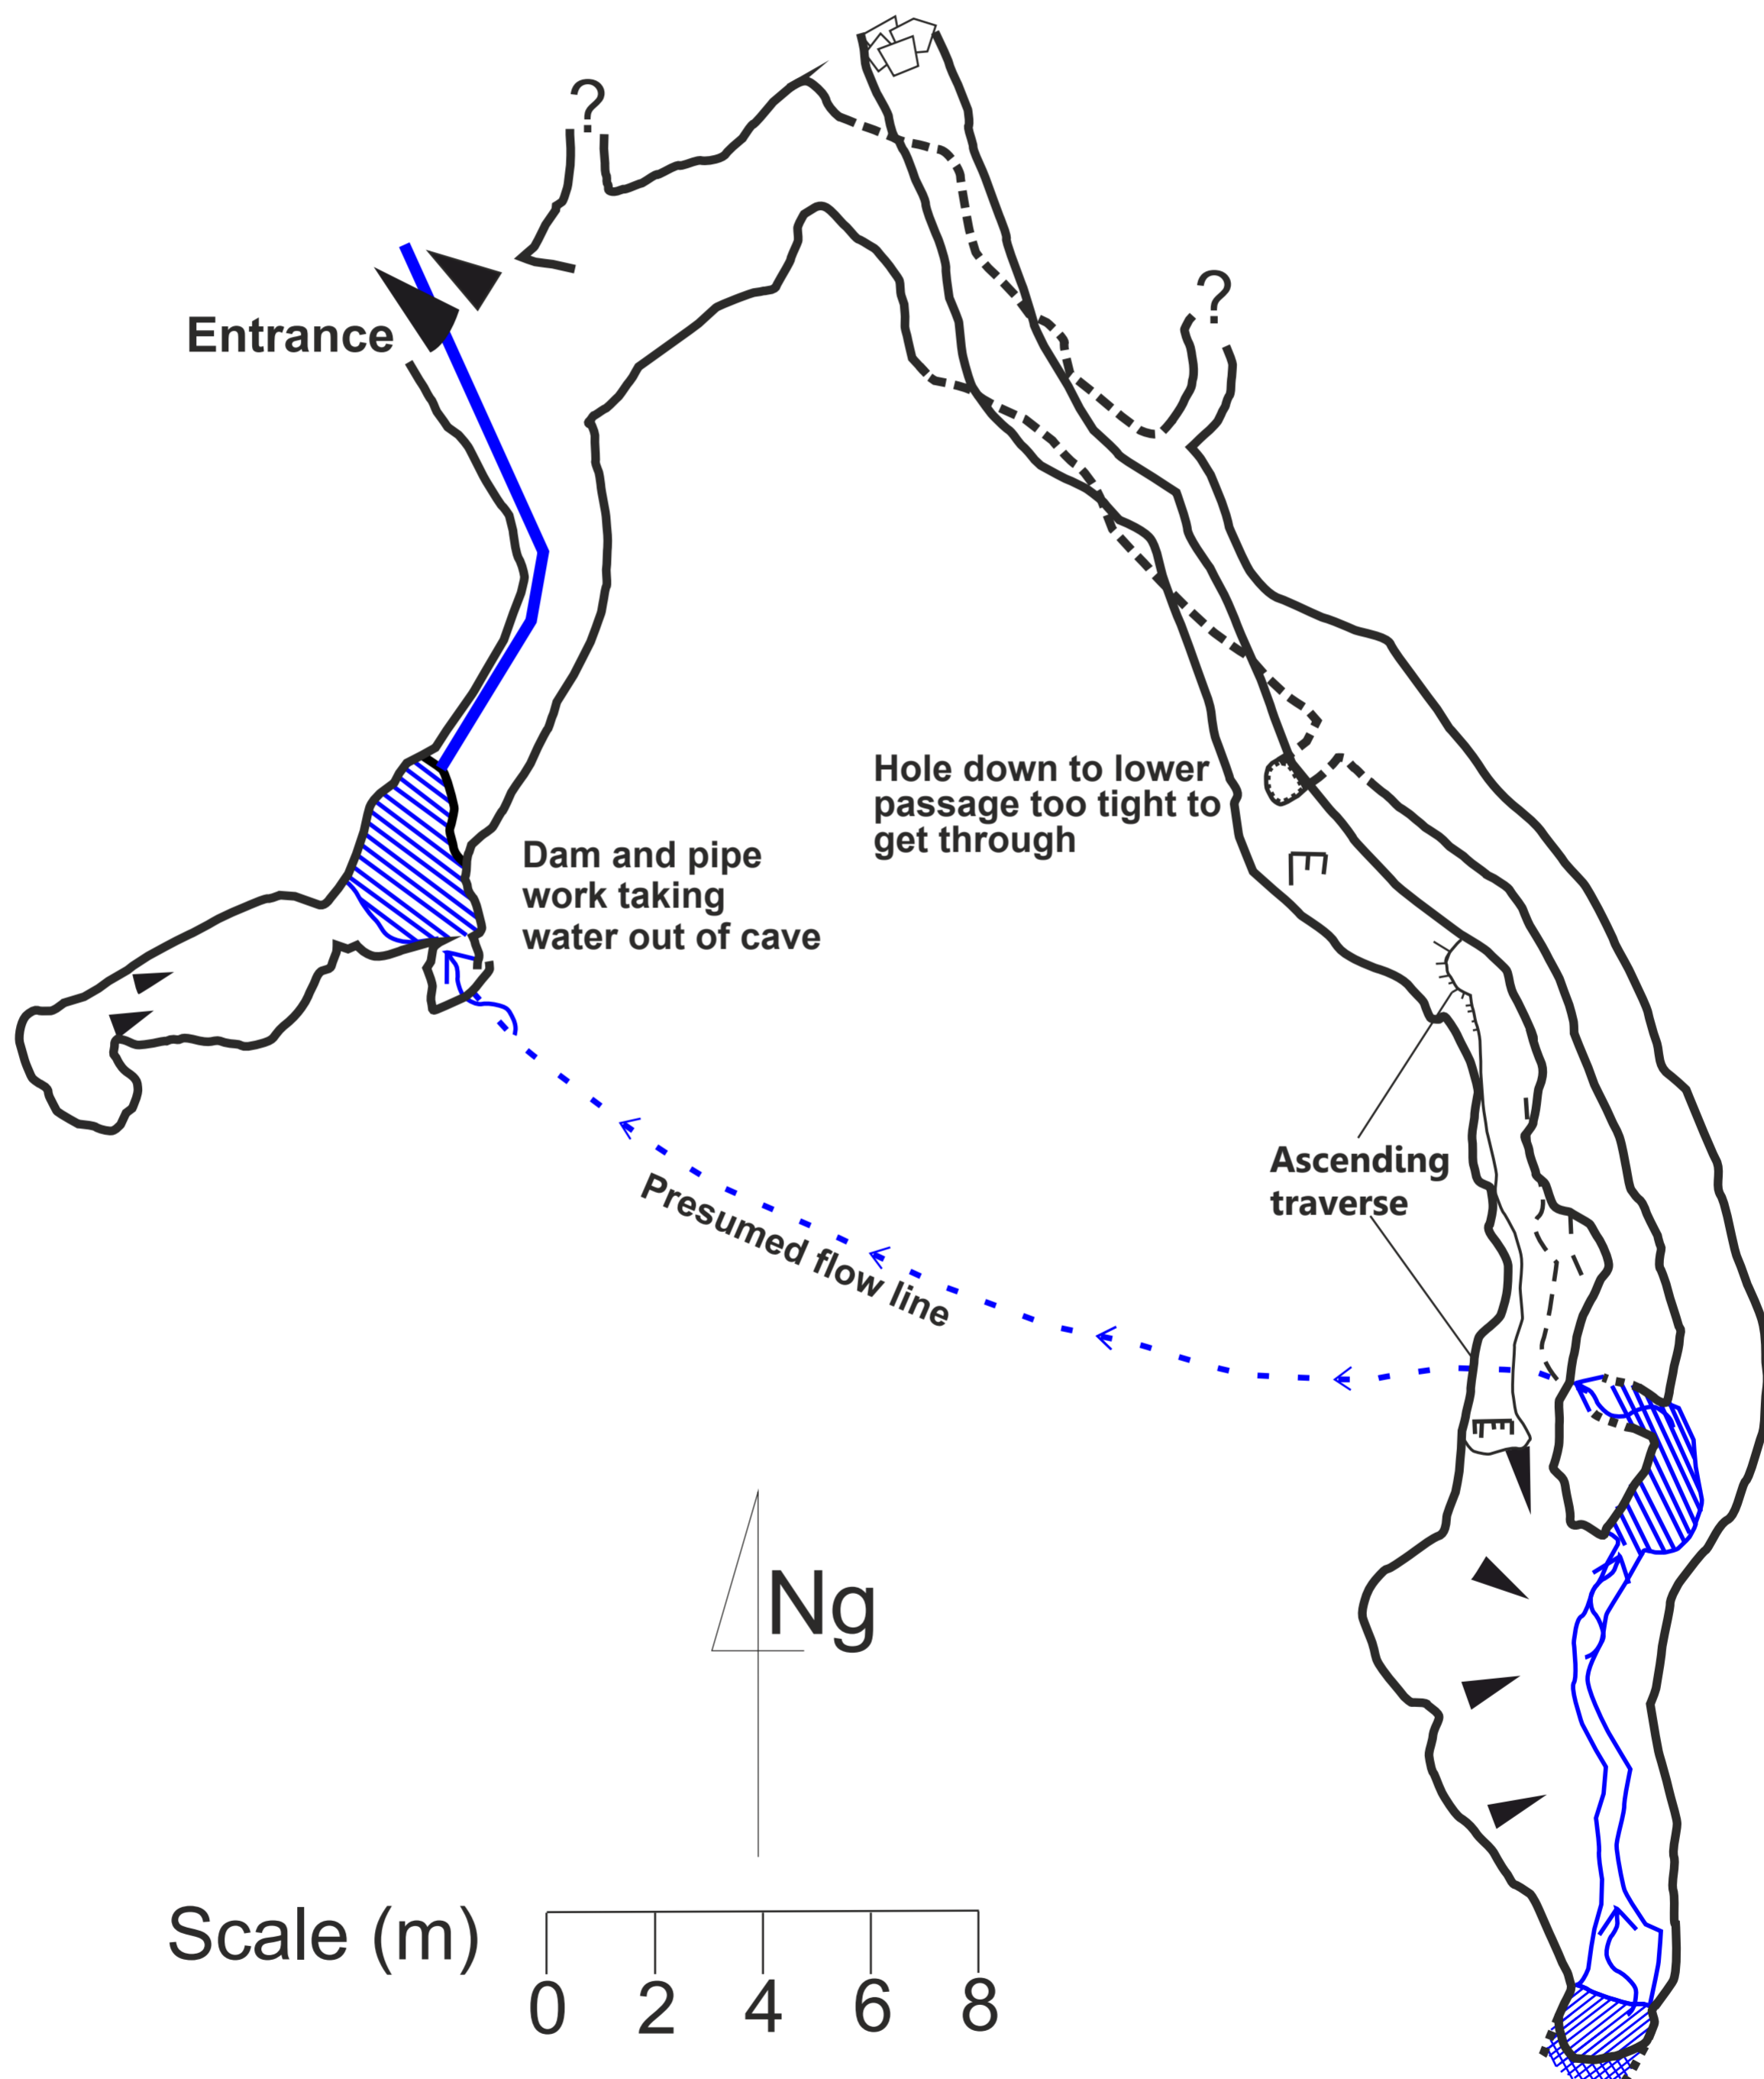 ?
?
Entrance
Hole down to lower
passage too tight to
get through
Dam and pipe
work taking
water out of cave
Ascending
traverse
Presumed flow line
Ng
Scale (m)
0 2 4 6 8